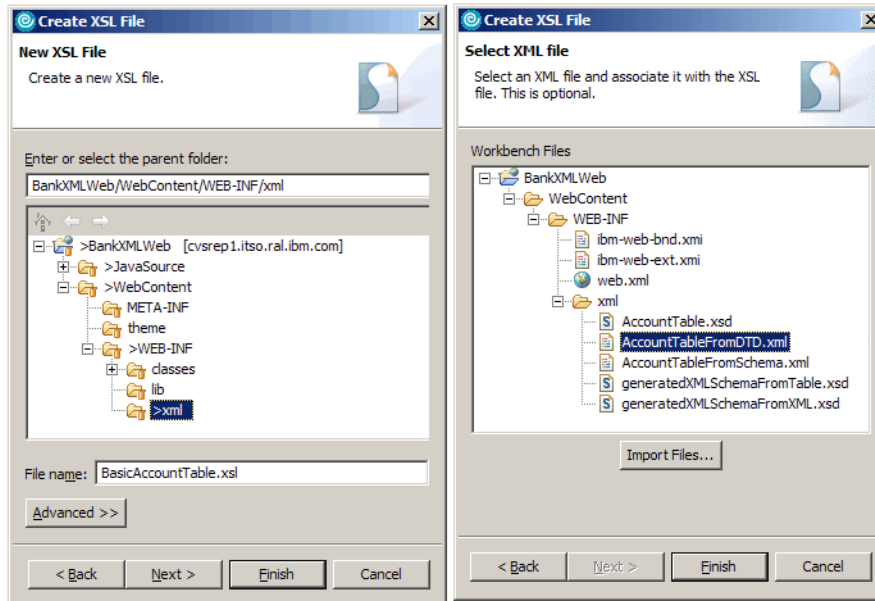 Create XSL File
New XSL File
Create a new XSL file.
Enter or select the parent folder:
BankXMLWeb/WebContent/WEB-INF/xml
>BankXMLWeb [cvsrep1.itso.ral.ibm.com]
>JavaSource
>WebContent
META-INF
theme
>WEB-INF
classes
lib
>xml
File name: BasicAccountTable.xsl
Advanced >>
< Back Next > Finish Cancel
Create XSL File
Select XML file
Select an XML file and associate it with the XSL
file. This is optional.
Workbench Files
BankXMLWeb
WebContent
WEB-INF
ibm-web-bnd.xmi
ibm-web-ext.xmi
web.xml
xml
AccountTable.xsd
AccountTableFromDTD.xml
AccountTableFromSchema.xml
generatedXMLSchemaFromTable.xsd
generatedXMLSchemaFromXML.xsd
Import Files...
< Back Next > Finish Cancel